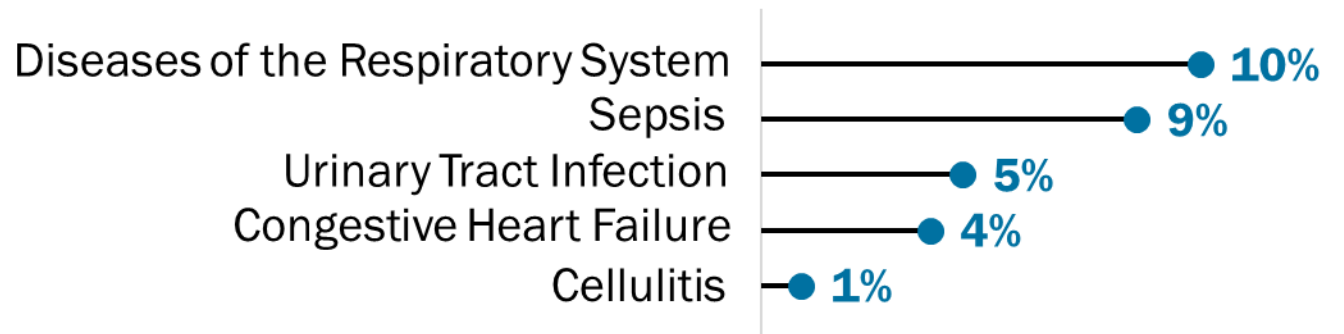 Diseases of the Respiratory System 10%
Sepsis 9%
Urinary Tract Infection 5%
Congestive Heart Failure 4%
Cellulitis 1%